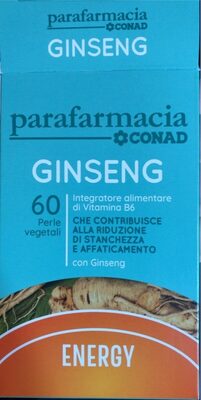 parafarmacia
CONAD
GINSENG
parafarmacia
CONAD
GINSENG
60
Perle
vegetali
Integratore alimentare
di Vitamina B6
CHE CONTRIBUISCE
ALLA RIDUZIONE
DI STANCHEZZA
E AFFATICAMENTO
con Ginseng
ENERGY